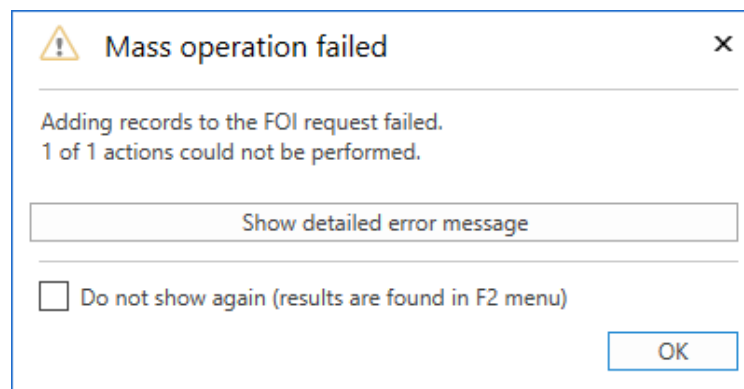 Mass operation failed
Adding records to the FOI request failed.
1 of 1 actions could not be performed.
Show detailed error message
Do not show again (results are found in F2 menu)
OK